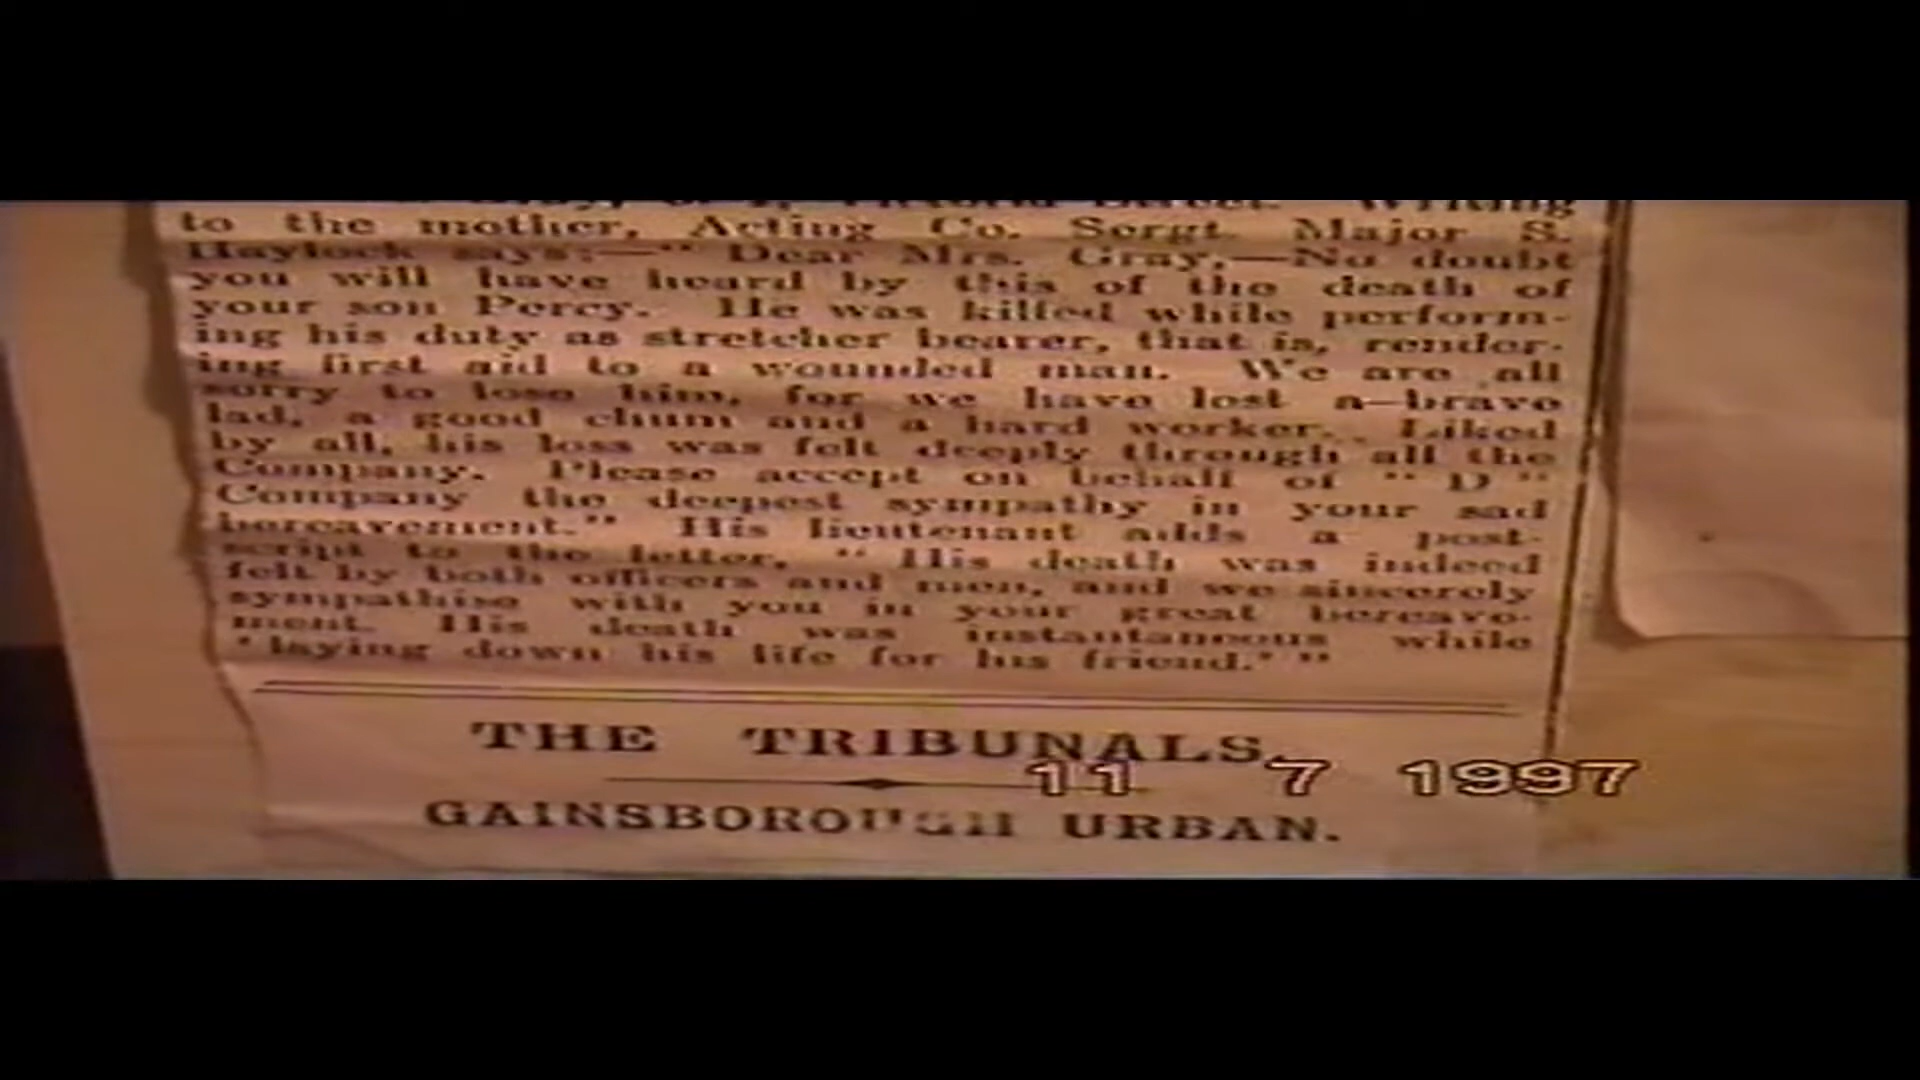 to the mother, Acting Co. Sergt. Major S.
Haylock says:—" Dear Mrs. Gray,—No doubt
you will have heard by this of the death of
your son Percy. He was killed while perform-
ing his duty as stretcher bearer, that is, render-
ing first aid to a wounded man. We are all
sorry to lose him, for we have lost a brave
lad, a good chum and a hard worker. Liked
by all, his loss was felt deeply through all the
Company. Please accept on behalf of " D "
Company the deepest sympathy in your sad
bereavement." His lieutenant adds a post-
script to the letter, " His death was indeed
felt by both officers and men, and we sincerely
sympathise with you in your great bereave-
ment. His death was instantaneous while
' laying down his life for his friend.' "
THE TRIBUNALS.
GAINSBOROUGH URBAN.
11 7 1997